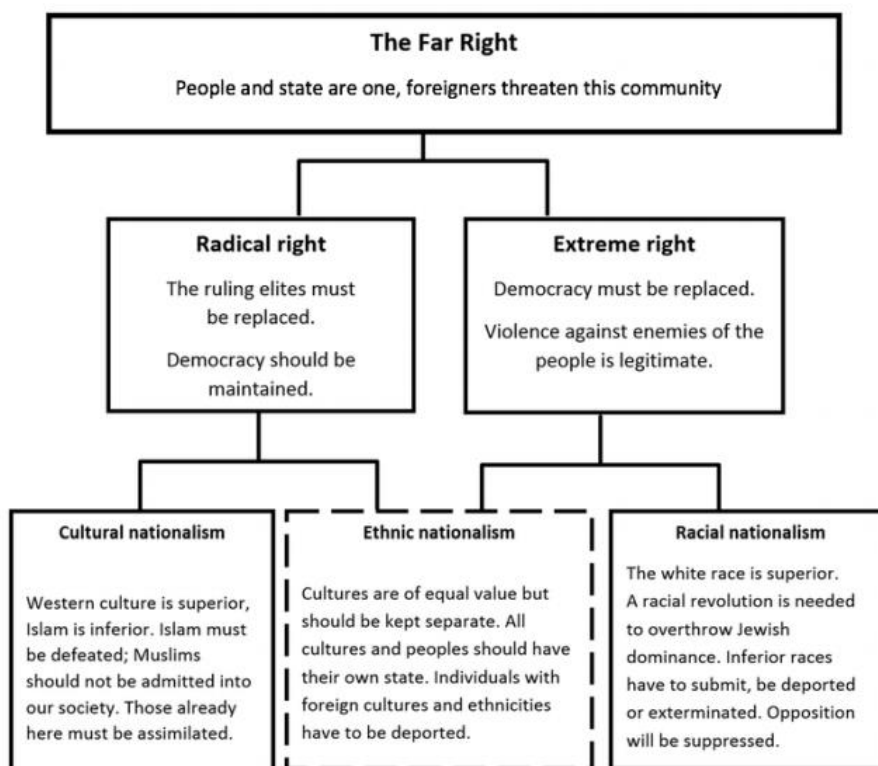 The Far Right
People and state are one, foreigners threaten this community
Radical right
The ruling elites must
be replaced.
Democracy should be
maintained.
Extreme right
Democracy must be replaced.
Violence against enemies of the
people is legitimate.
Cultural nationalism
Western culture is superior,
Islam is inferior. Islam must
be defeated; Muslims
should not be admitted into
our society. Those already
here must be assimilated.
Ethnic nationalism
Cultures are of equal value but
should be kept separate. All
cultures and peoples should have
their own state. Individuals with
foreign cultures and ethnicities
have to be deported.
Racial nationalism
The white race is superior.
A racial revolution is needed
to overthrow Jewish
dominance. Inferior races
have to submit, be deported
or exterminated. Opposition
will be suppressed.